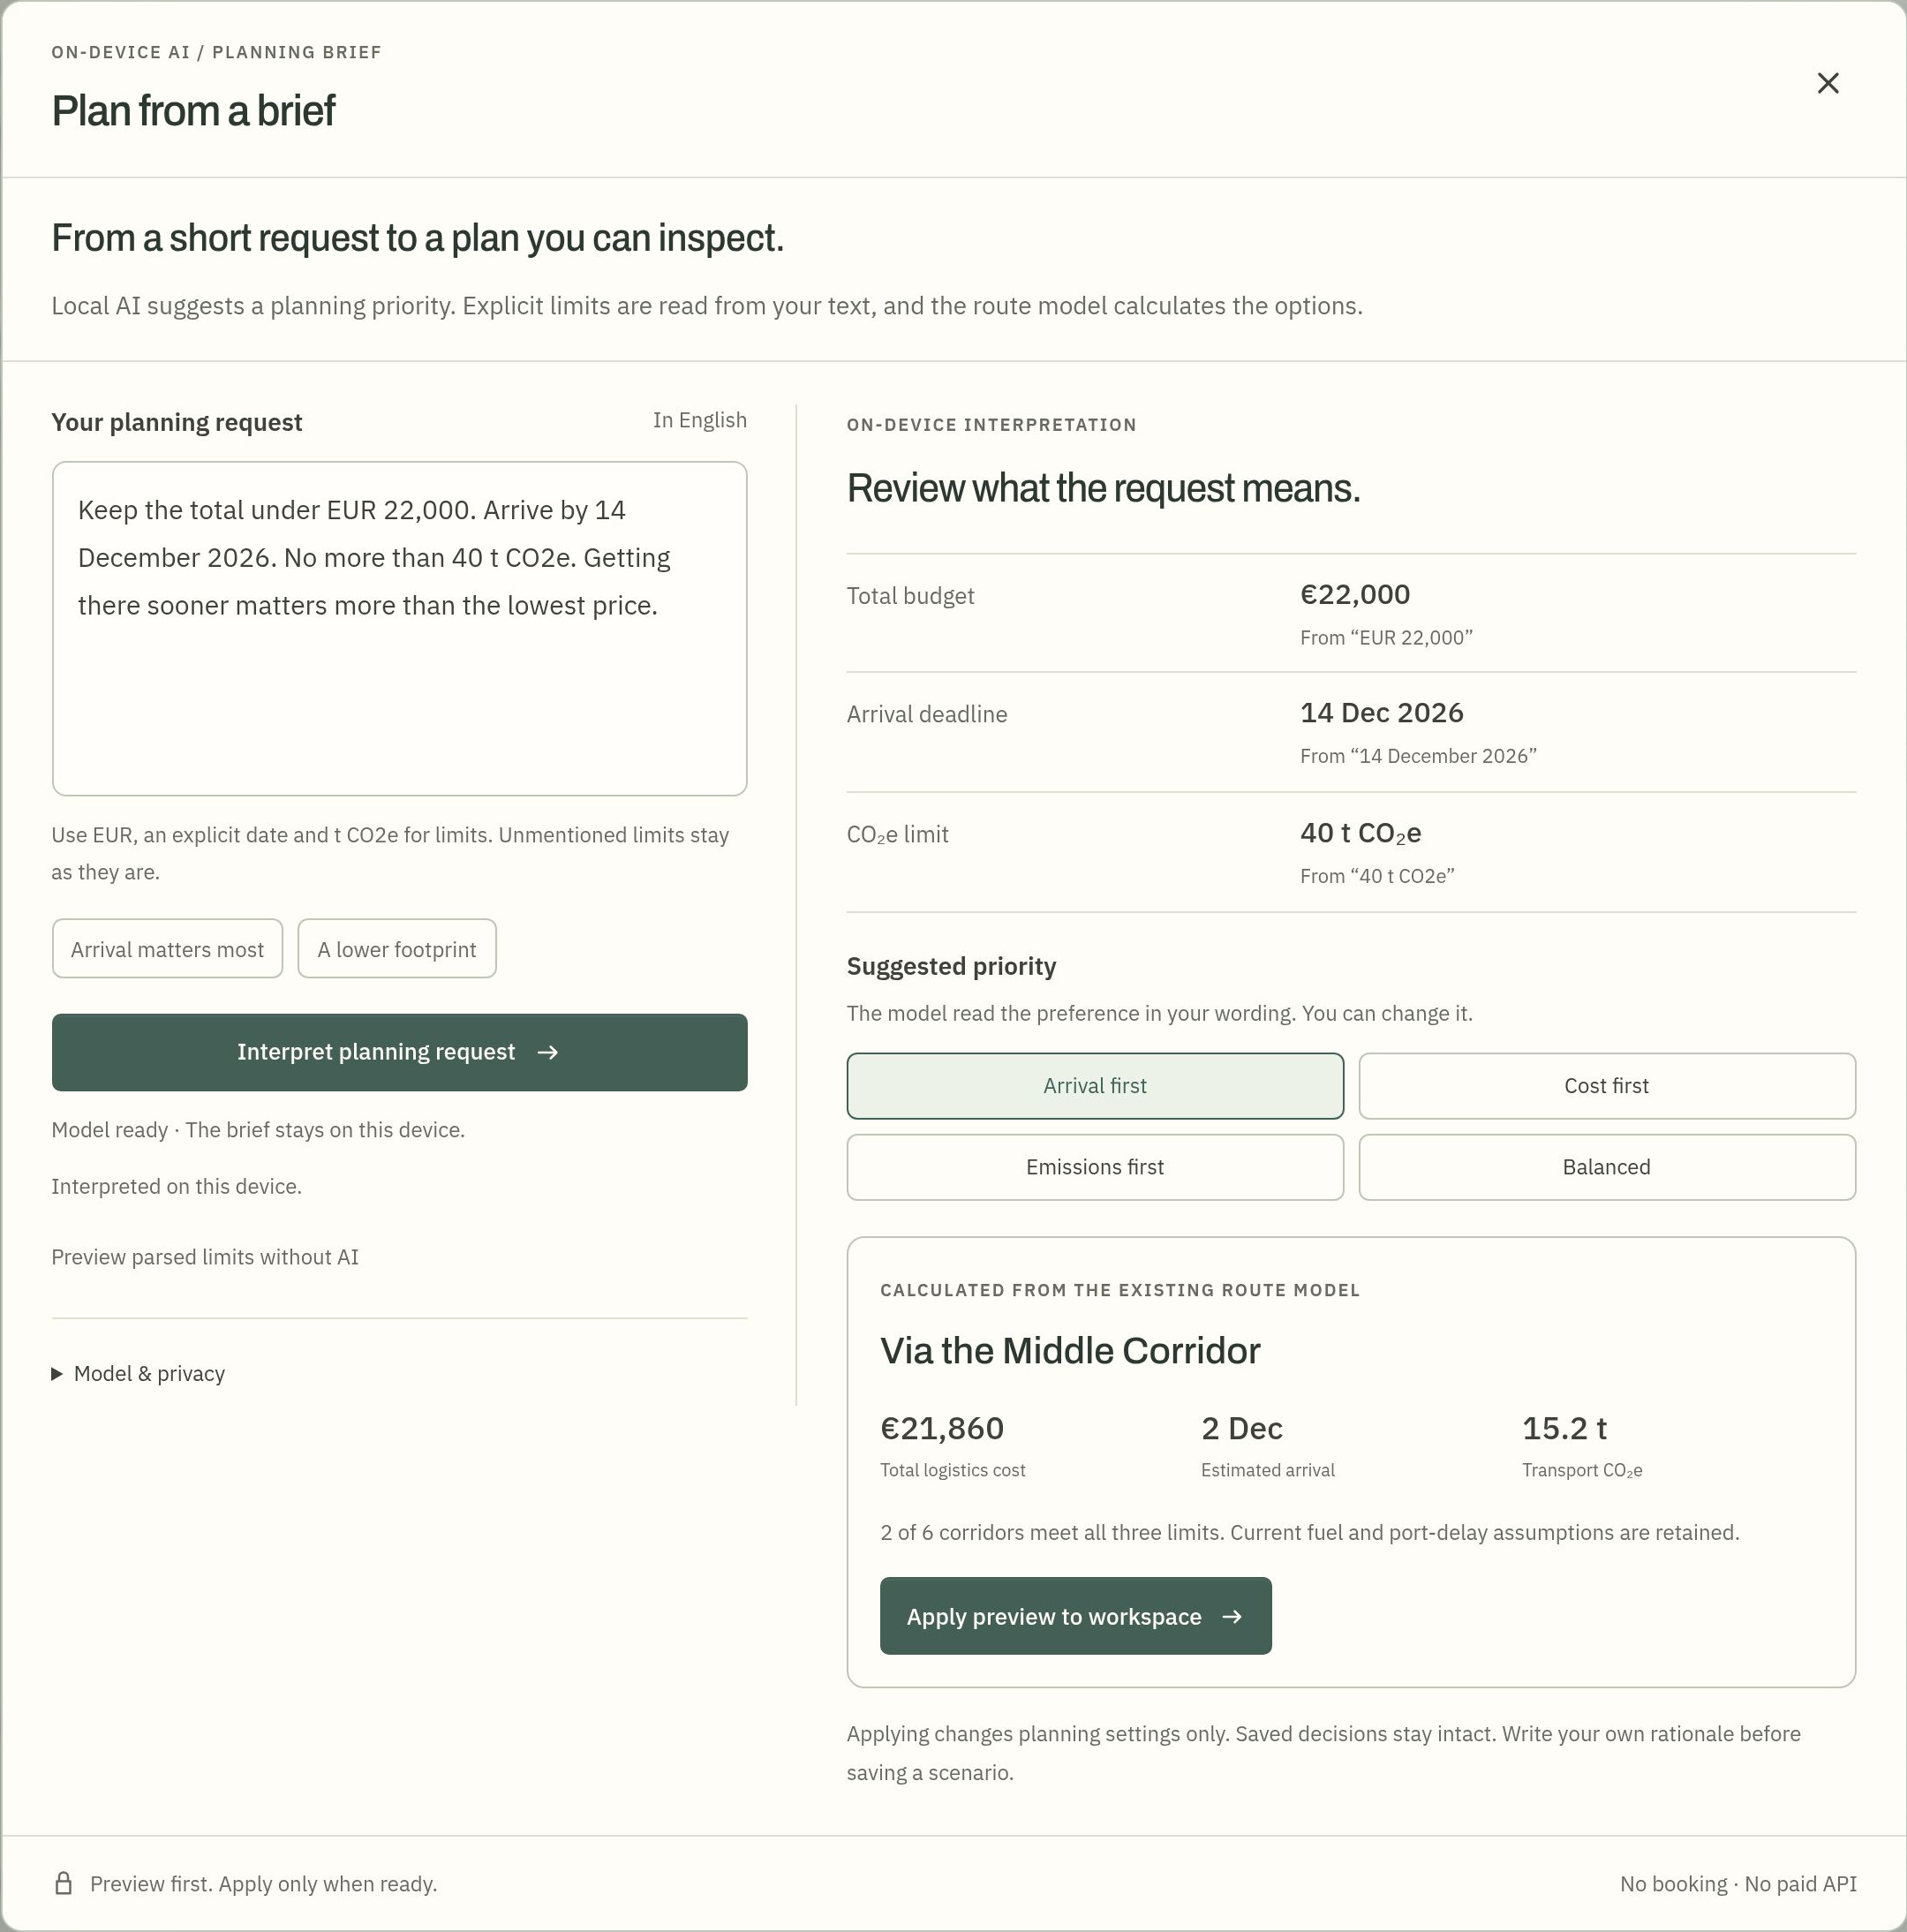 ON-DEVICE AI / PLANNING BRIEF
Plan from a brief
From a short request to a plan you can inspect.
Local AI suggests a planning priority. Explicit limits are read from your text, and the route model calculates the options.
Your planning request
In English
Keep the total under EUR 22,000. Arrive by 14
December 2026. No more than 40 t CO2e. Getting
there sooner matters more than the lowest price.
Use EUR, an explicit date and t CO2e for limits. Unmentioned limits stay
as they are.
Arrival matters most
A lower footprint
Interpret planning request →
Model ready · The brief stays on this device.
Interpreted on this device.
Preview parsed limits without AI
▶ Model & privacy
ON-DEVICE INTERPRETATION
Review what the request means.
Total budget
€22,000
From “EUR 22,000”
Arrival deadline
14 Dec 2026
From “14 December 2026”
CO₂e limit
40 t CO₂e
From “40 t CO2e”
Suggested priority
The model read the preference in your wording. You can change it.
Arrival first
Cost first
Emissions first
Balanced
CALCULATED FROM THE EXISTING ROUTE MODEL
Via the Middle Corridor
€21,860
Total logistics cost
2 Dec
Estimated arrival
15.2 t
Transport CO₂e
2 of 6 corridors meet all three limits. Current fuel and port-delay assumptions are retained.
Apply preview to workspace →
Applying changes planning settings only. Saved decisions stay intact. Write your own rationale before
saving a scenario.
Preview first. Apply only when ready.
No booking · No paid API